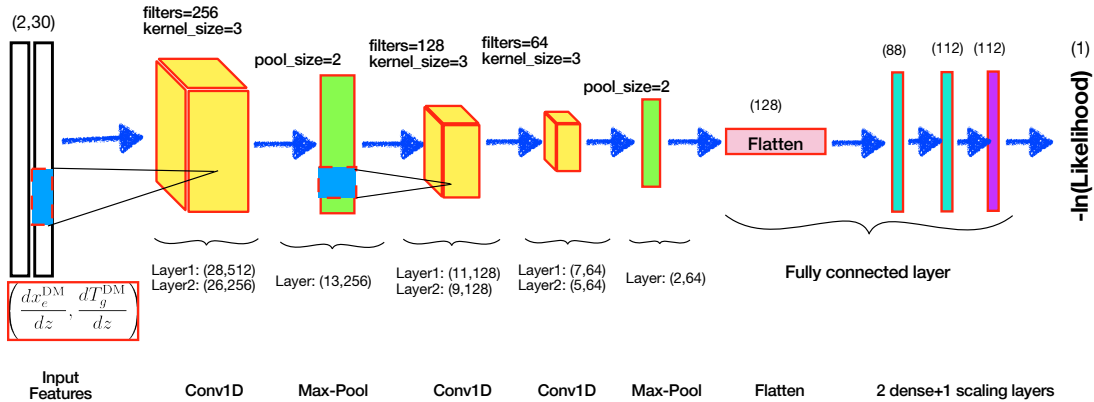 (2,30)
filters=256
kernel_size=3
pool_size=2
filters=128
kernel_size=3
filters=64
kernel_size=3
pool_size=2
(128)
Flatten
(88)
(112)
(112)
(1)
-ln(Likelihood)
Layer1: (28,512)
Layer2: (26,256)
Layer: (13,256)
Layer1: (11,128)
Layer2: (9,128)
Layer1: (7,64)
Layer2: (5,64)
Layer: (2,64)
Fully connected layer
(dx_e^DM/dz, dT_g^DM/dz)
Input
Features
Conv1D
Max-Pool
Conv1D
Conv1D
Max-Pool
Flatten
2 dense+1 scaling layers